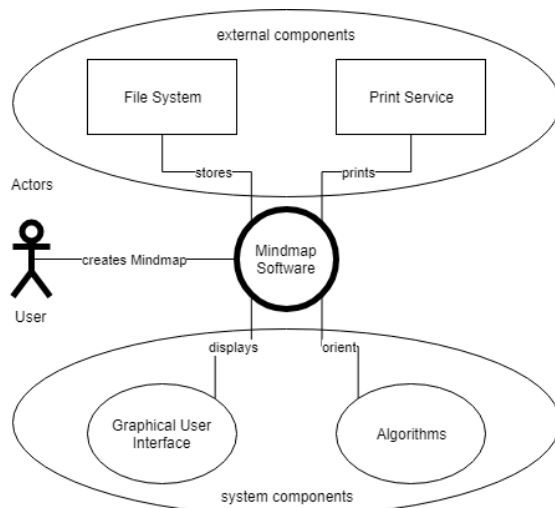 external components
File System
Print Service
stores
prints
Actors
Mindmap
Software
creates Mindmap
User
displays
orient
Graphical User
Interface
Algorithms
system components